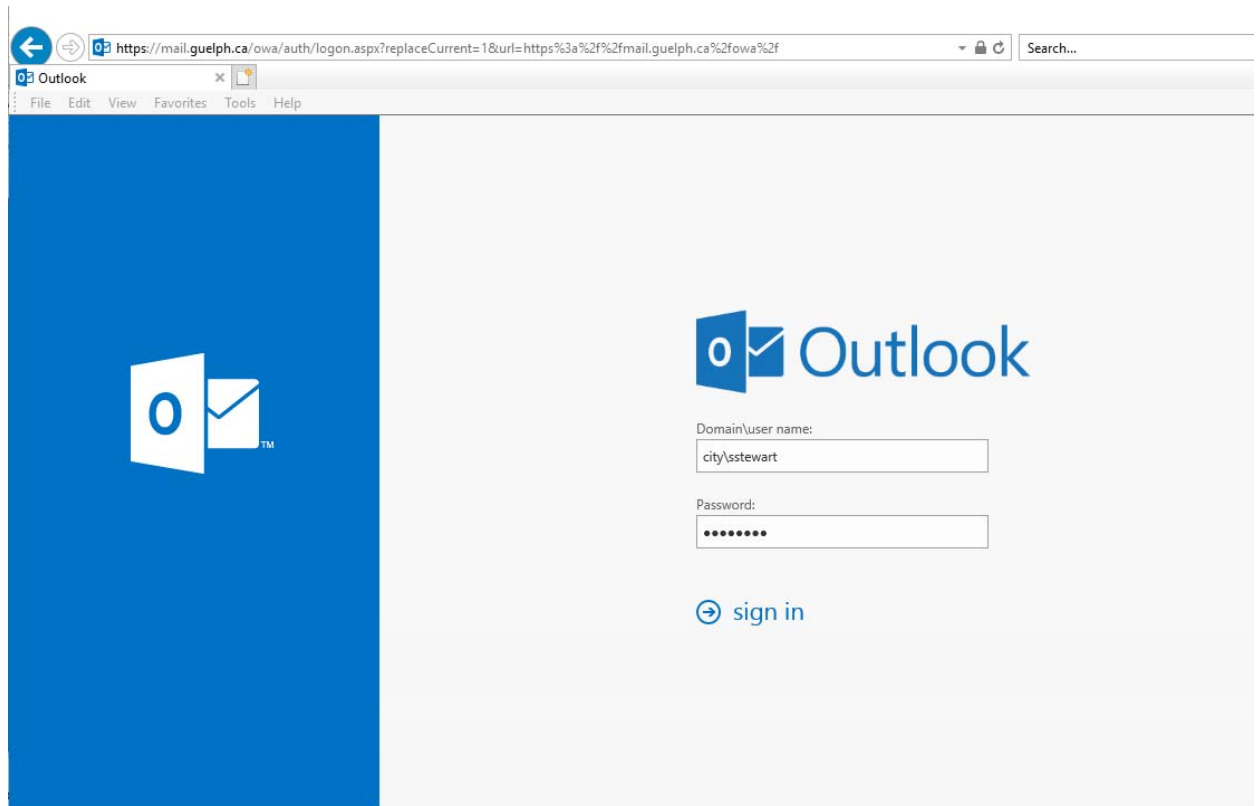 https://mail.guelph.ca/owa/auth/logon.aspx?replaceCurrent=1&url=https%3a%2f%2fmail.guelph.ca%2fowa%2f
Search...
Outlook
File Edit View Favorites Tools Help
Outlook
Domain\user name:
city\sstewart
Password:
••••••••
sign in
TM